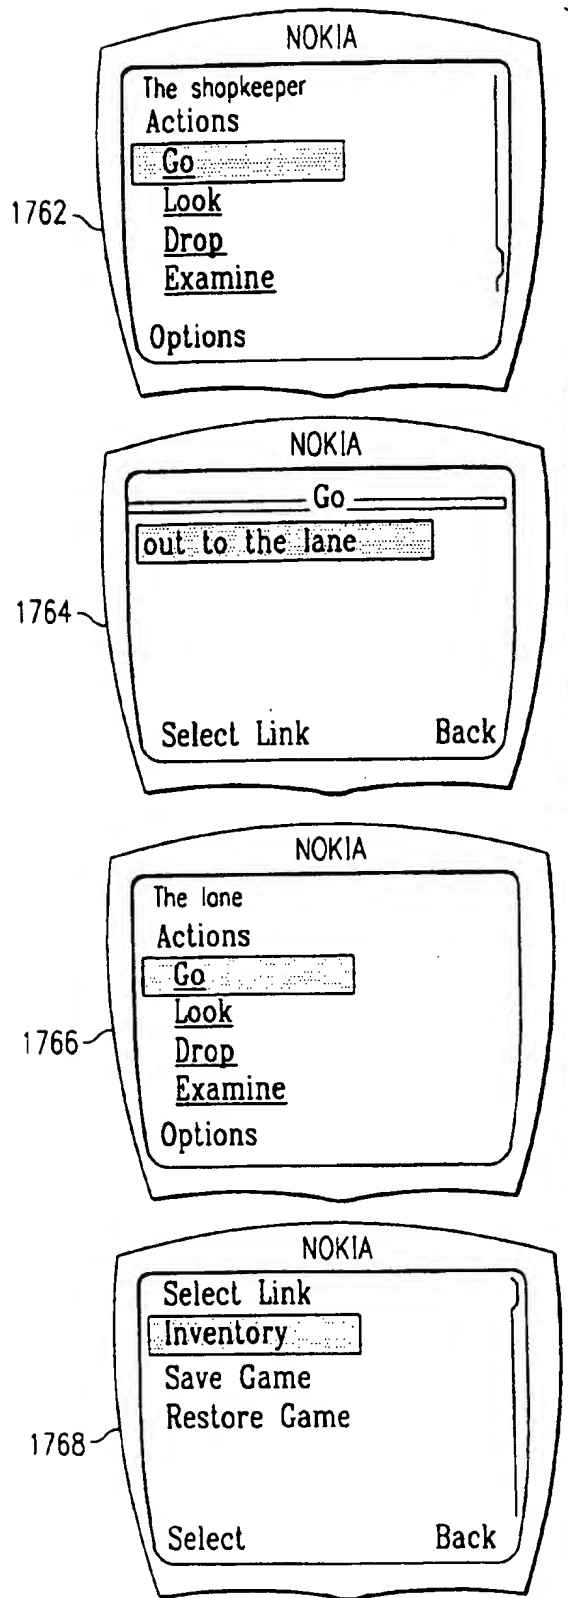 NOKIA
The shopkeeper
Actions
Go
Look
1762
Drop
Examine
Options
NOKIA
Go
out to the lane
1764
Select Link Back
NOKIA
The lane
Actions
Go
Look
1766
Drop
Examine
Options
NOKIA
Select Link
Inventory
Save Game
Restore Game
1768
Select Back